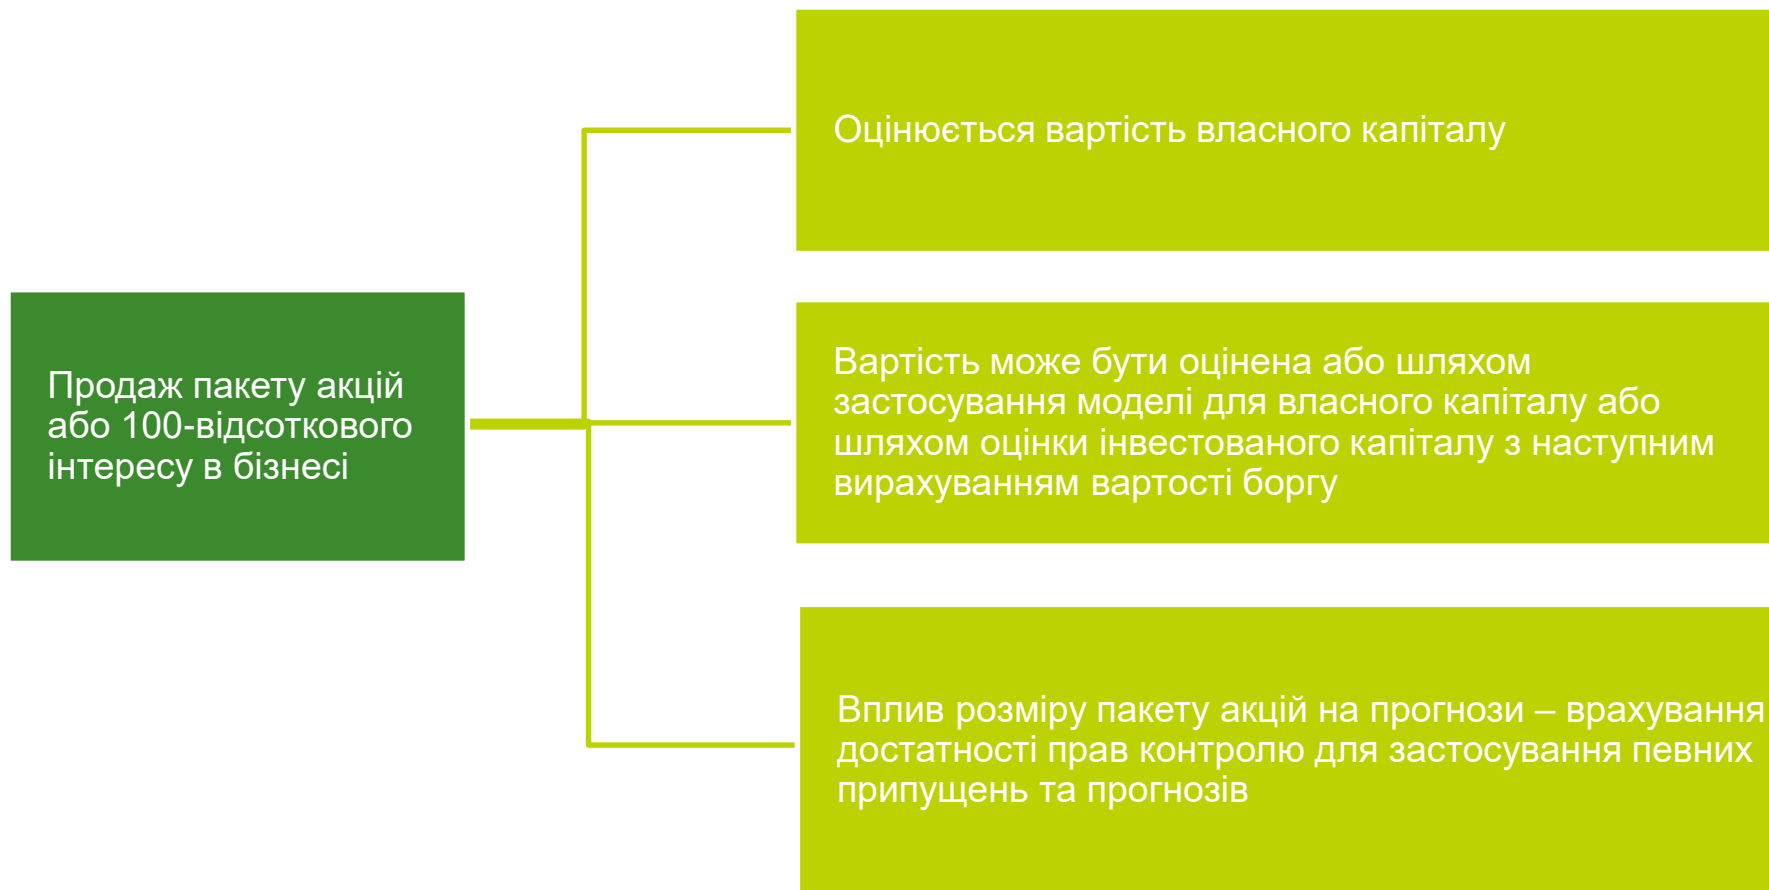 Продаж пакету акцій
або 100-відсоткового
інтересу в бізнесі
Оцінюється вартість власного капіталу
Вартість може бути оцінена або шляхом
застосування моделі для власного капіталу або
шляхом оцінки інвестованого капіталу з наступним
вирахуванням вартості боргу
Вплив розміру пакету акцій на прогнози – врахування
достатності прав контролю для застосування певних
припущень та прогнозів